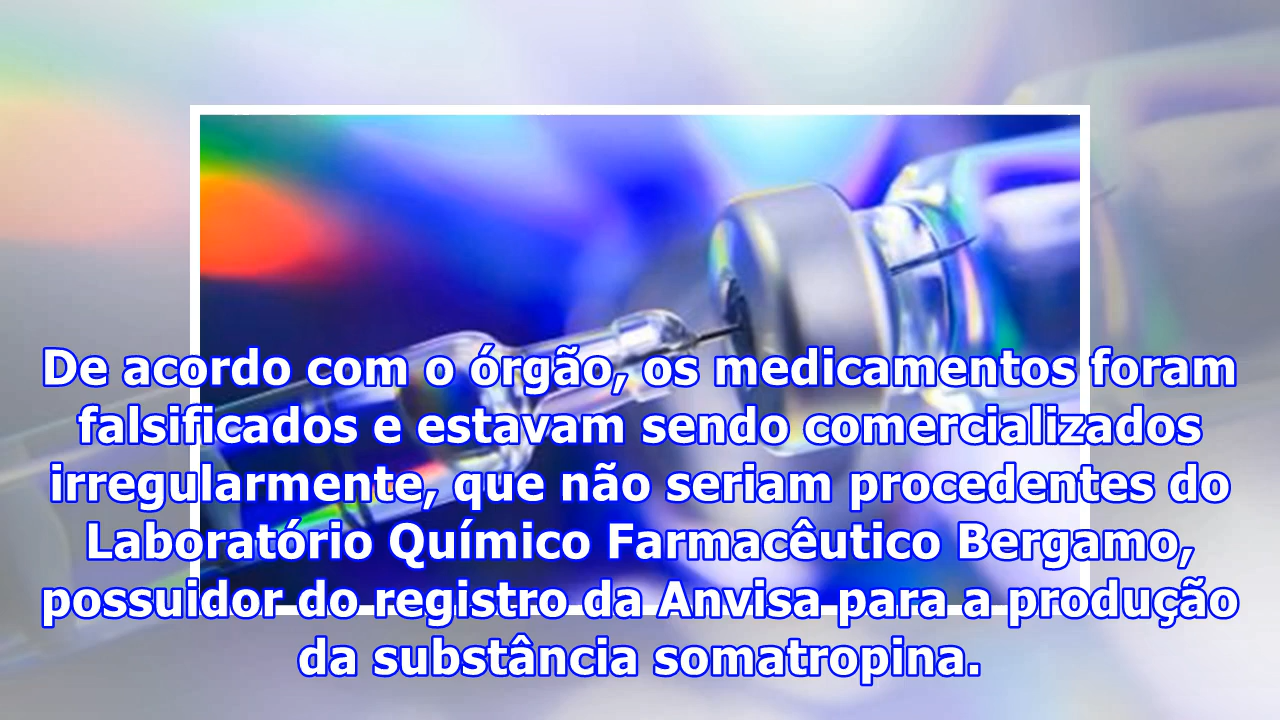 De acordo com o órgão, os medicamentos foram
falsificados e estavam sendo comercializados
irregularmente, que não seriam procedentes do
Laboratório Químico Farmacêutico Bergamo,
possuidor do registro da Anvisa para a produção
da substância somatropina.